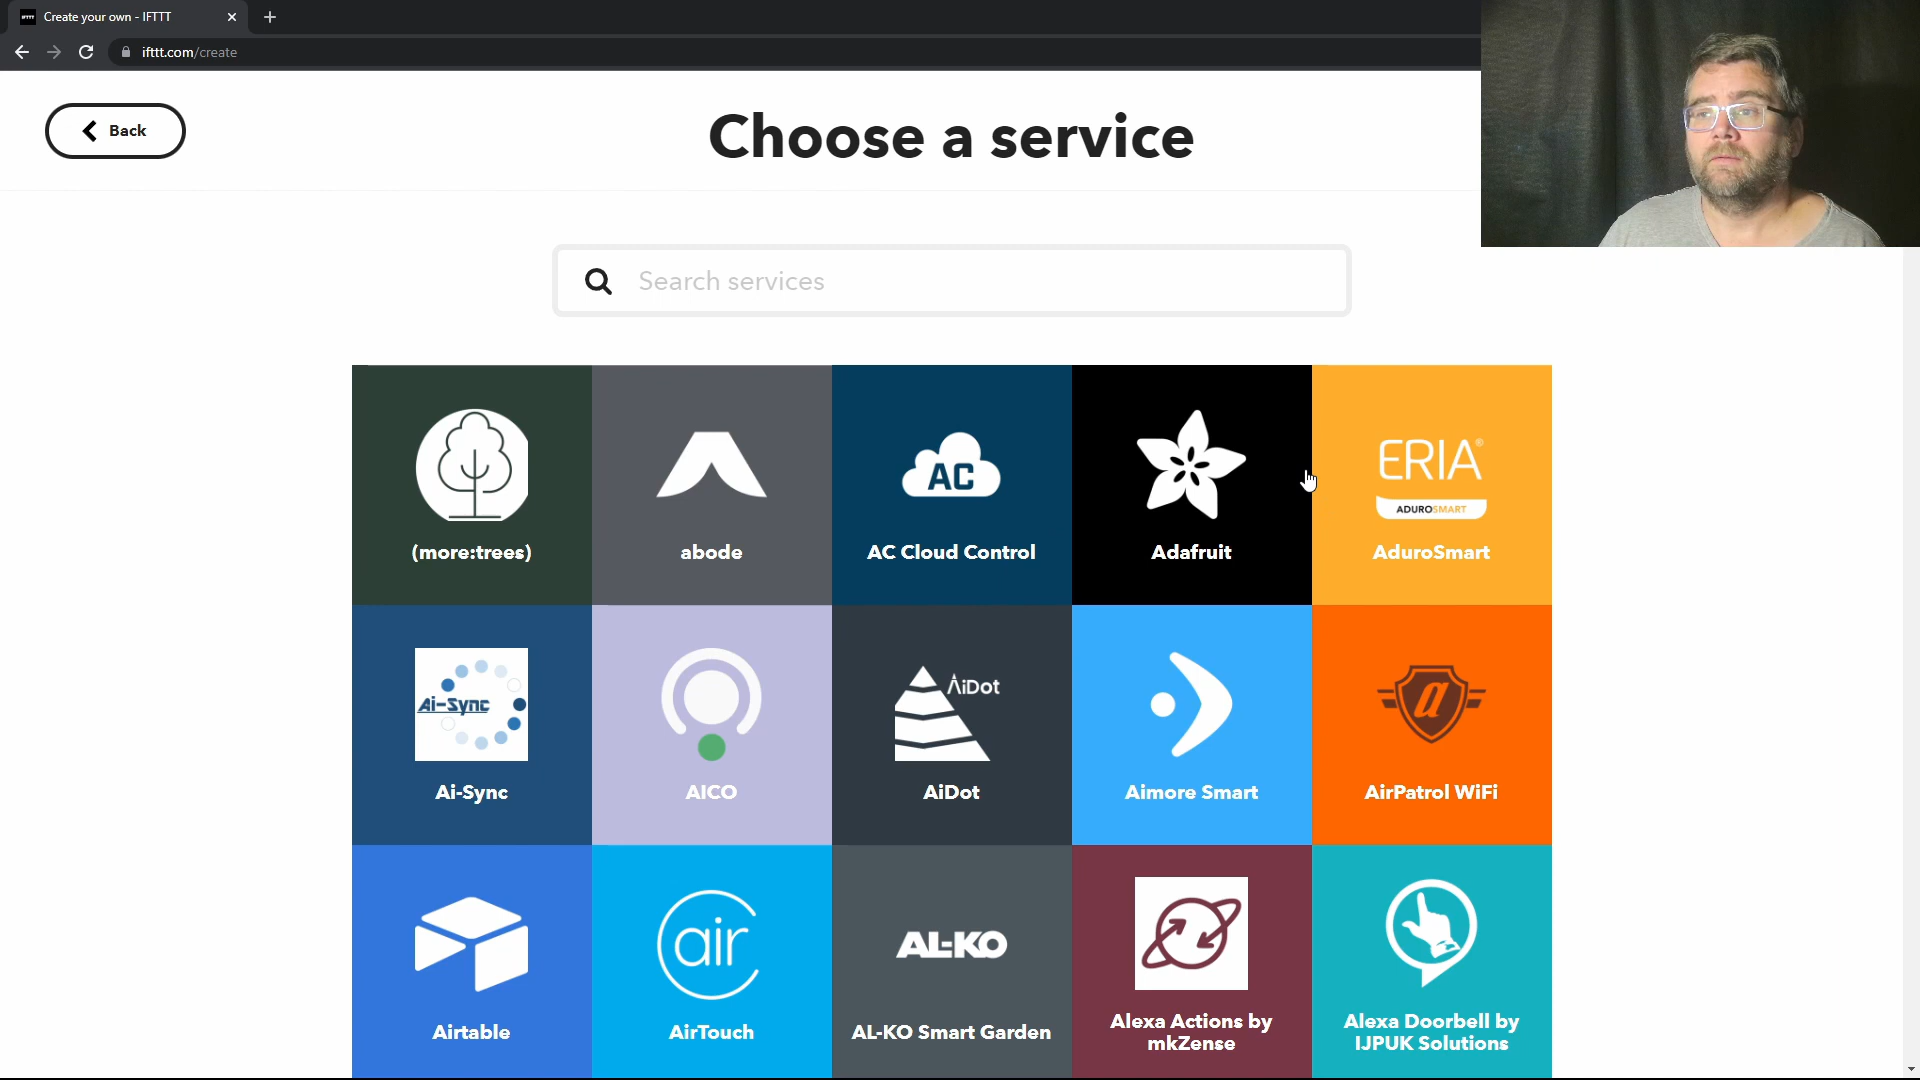 Create your own - IFTTT
ifttt.com/create
Back
Choose a service
Search services
AC
ERIA®
ADUROSMART
(more:trees)
abode
AC Cloud Control
Adafruit
AduroSmart
Ai-Sync
AiDot
a
Ai-Sync
AICO
AiDot
Aimore Smart
AirPatrol WiFi
air
AL-KO
Airtable
AirTouch
AL-KO Smart Garden
Alexa Actions by
mkZense
Alexa Doorbell by
IJPUK Solutions